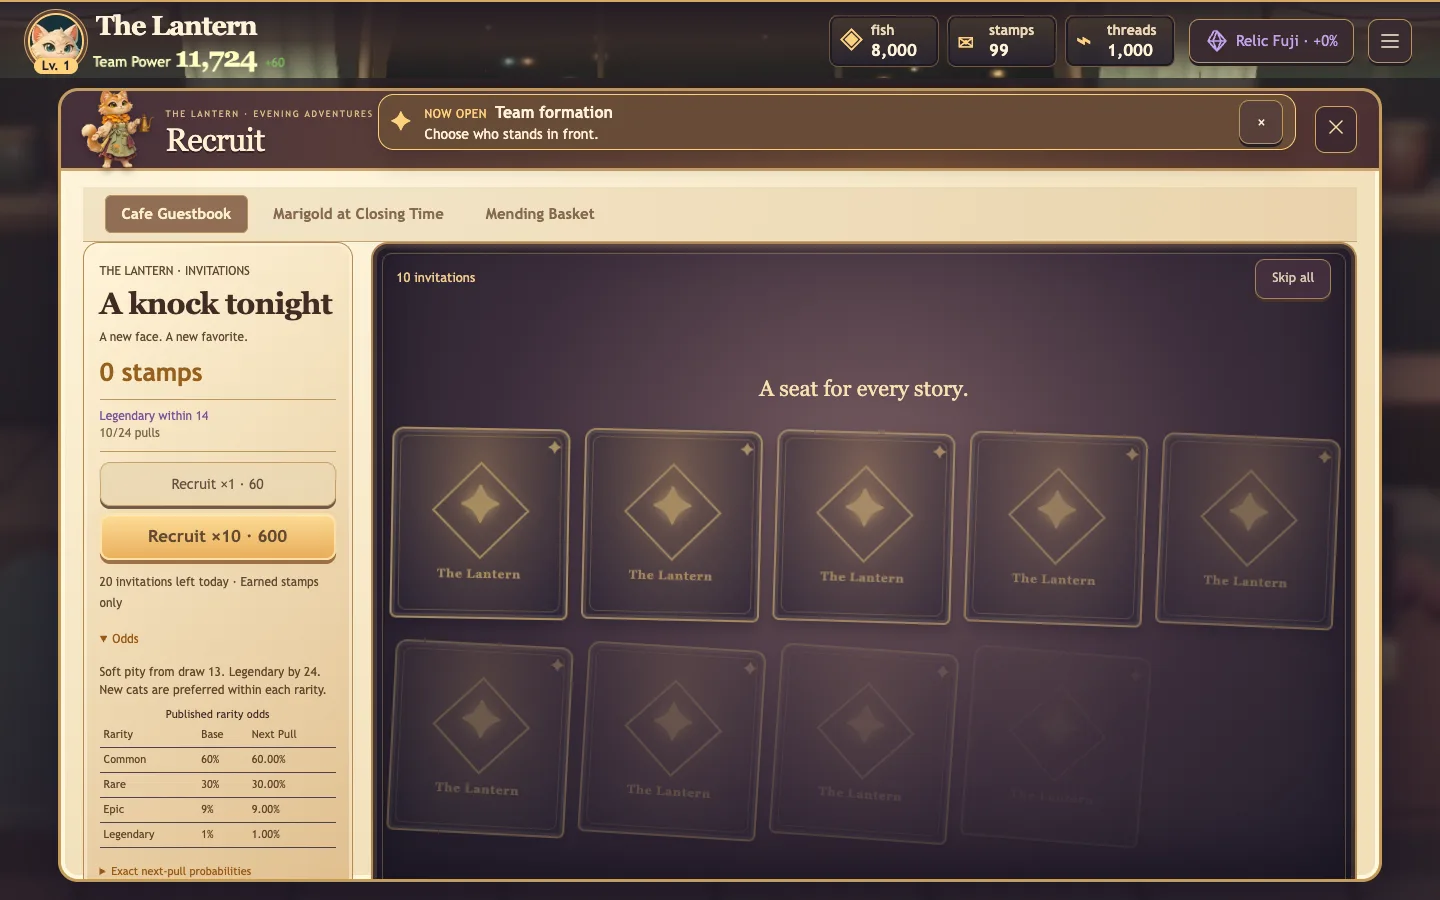 The Lantern
Team Power 11,724 +60
Lv. 1
fish
8,000
stamps
99
threads
1,000
Relic Fuji · +0%
THE LANTERN · EVENING ADVENTURES
Recruit
NOW OPEN Team formation
Choose who stands in front.
×
Cafe Guestbook
Marigold at Closing Time
Mending Basket
THE LANTERN · INVITATIONS
A knock tonight
A new face. A new favorite.
0 stamps
Legendary within 14
10/24 pulls
Recruit ×1 · 60
Recruit ×10 · 600
20 invitations left today · Earned stamps
only
▼ Odds
Soft pity from draw 13. Legendary by 24.
New cats are preferred within each rarity.
Published rarity odds
Rarity Base Next Pull
Common 60% 60.00%
Rare 30% 30.00%
Epic 9% 9.00%
Legendary 1% 1.00%
▶ Exact next-pull probabilities
10 invitations
Skip all
A seat for every story.
The Lantern
The Lantern
The Lantern
The Lantern
The Lantern
The Lantern
The Lantern
The Lantern
The Lantern